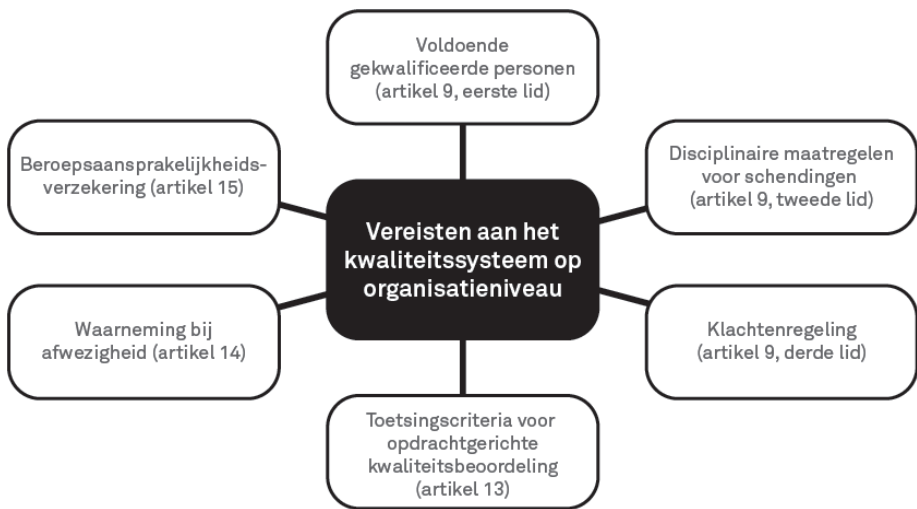 Voldoende
gekwalificeerde personen
(artikel 9, eerste lid)
Beroepsaansprakelijkheids-
verzekering (artikel 15)
Disciplinaire maatregelen
voor schendingen
(artikel 9, tweede lid)
Vereisten aan het
kwaliteitssysteem op
organisatieniveau
Waarneming bij
afwezigheid (artikel 14)
Klachtenregeling
(artikel 9, derde lid)
Toetsingscriteria voor
opdrachtgerichte
kwaliteitsbeoordeling
(artikel 13)